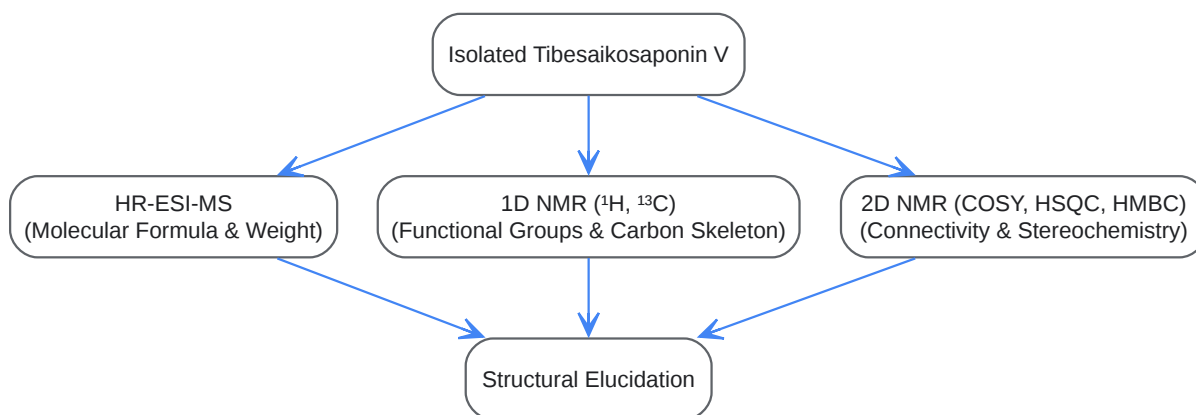 Isolated Tibesaikosaponin V
HR-ESI-MS
(Molecular Formula & Weight)
1D NMR (¹H, ¹³C)
(Functional Groups & Carbon Skeleton)
2D NMR (COSY, HSQC, HMBC)
(Connectivity & Stereochemistry)
Structural Elucidation